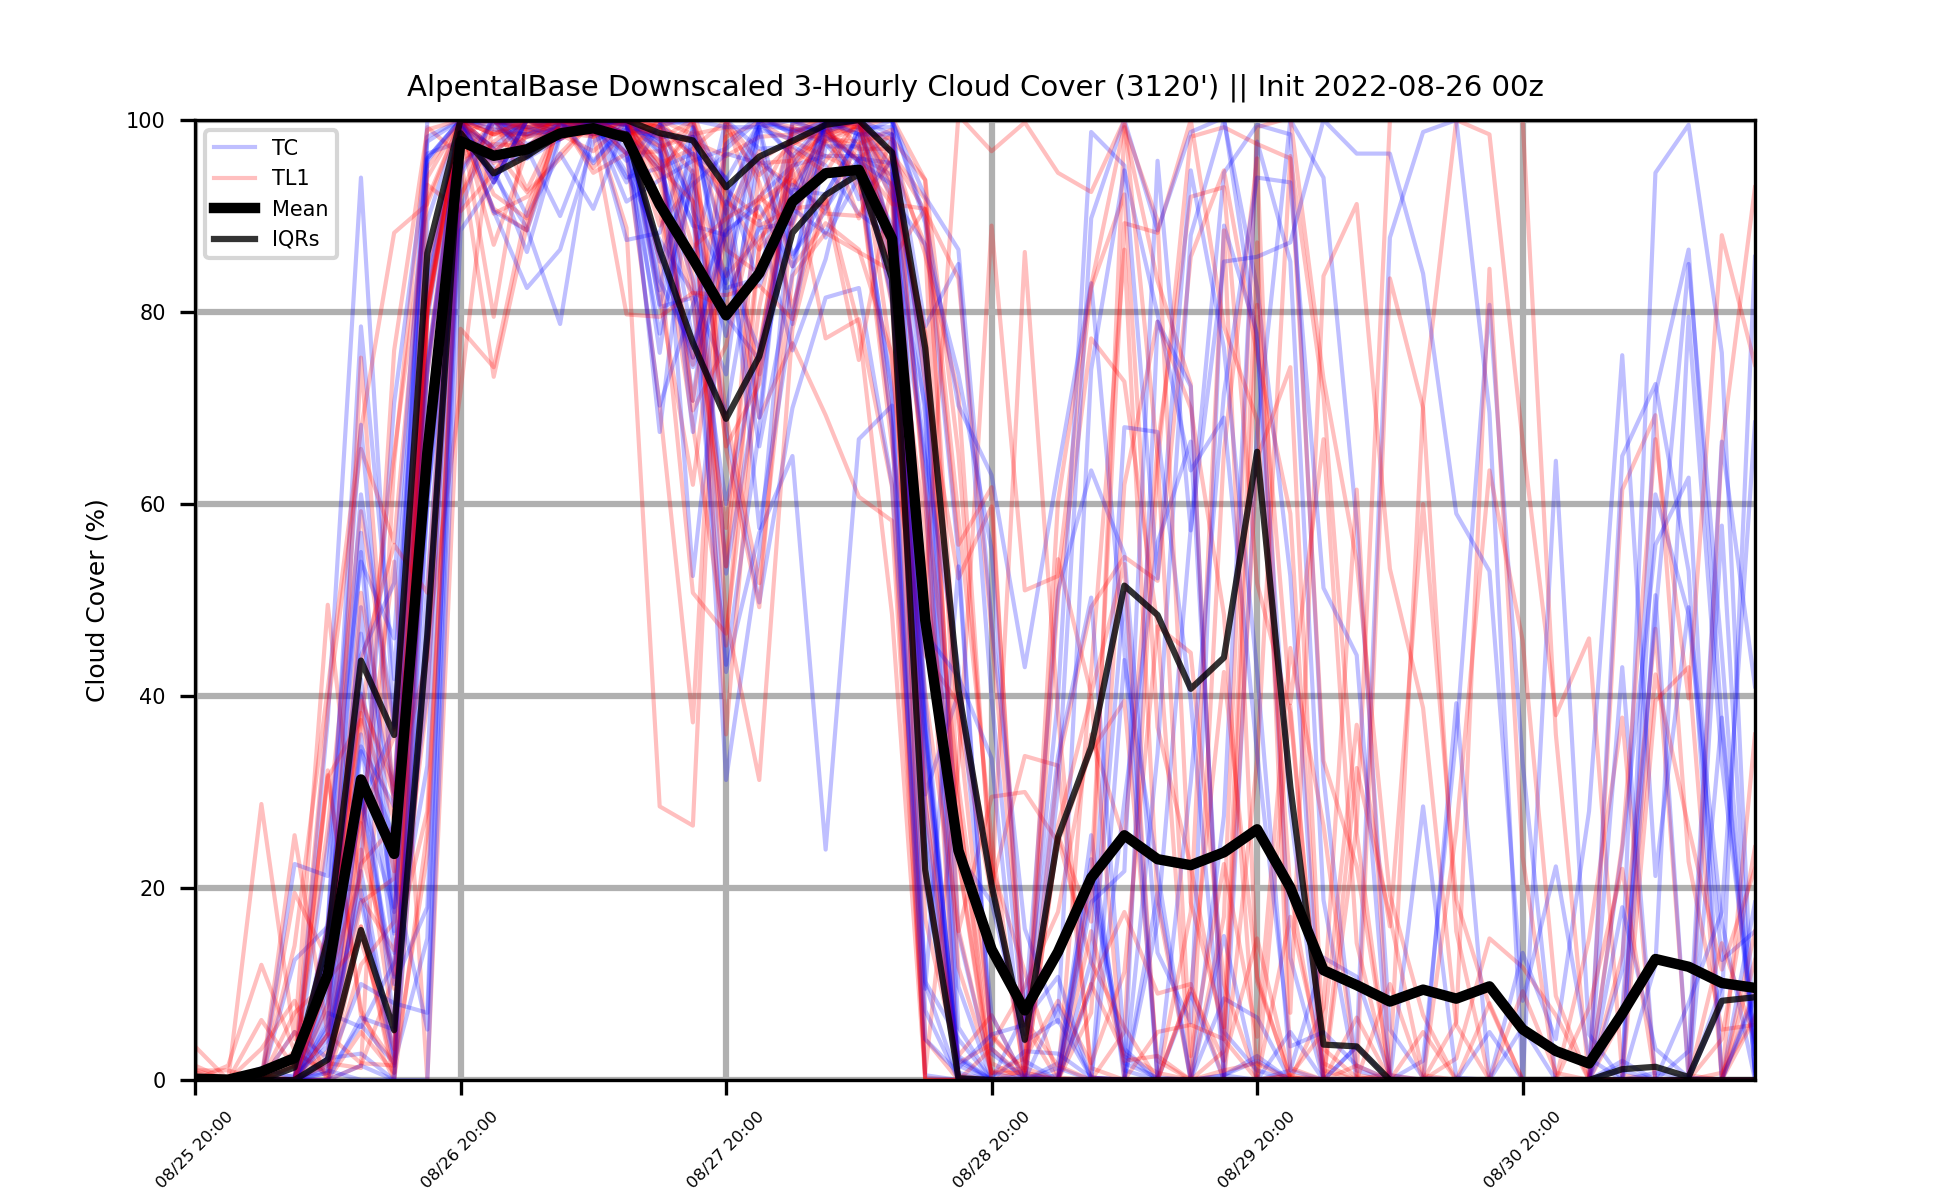 AlpentalBase Downscaled 3-Hourly Cloud Cover (3120') || Init 2022-08-26 00z
TC
TL1
Mean
IQRs
Cloud Cover (%)
100
80
60
40
20
0
08/25 20:00
08/26 20:00
08/27 20:00
08/28 20:00
08/29 20:00
08/30 20:00